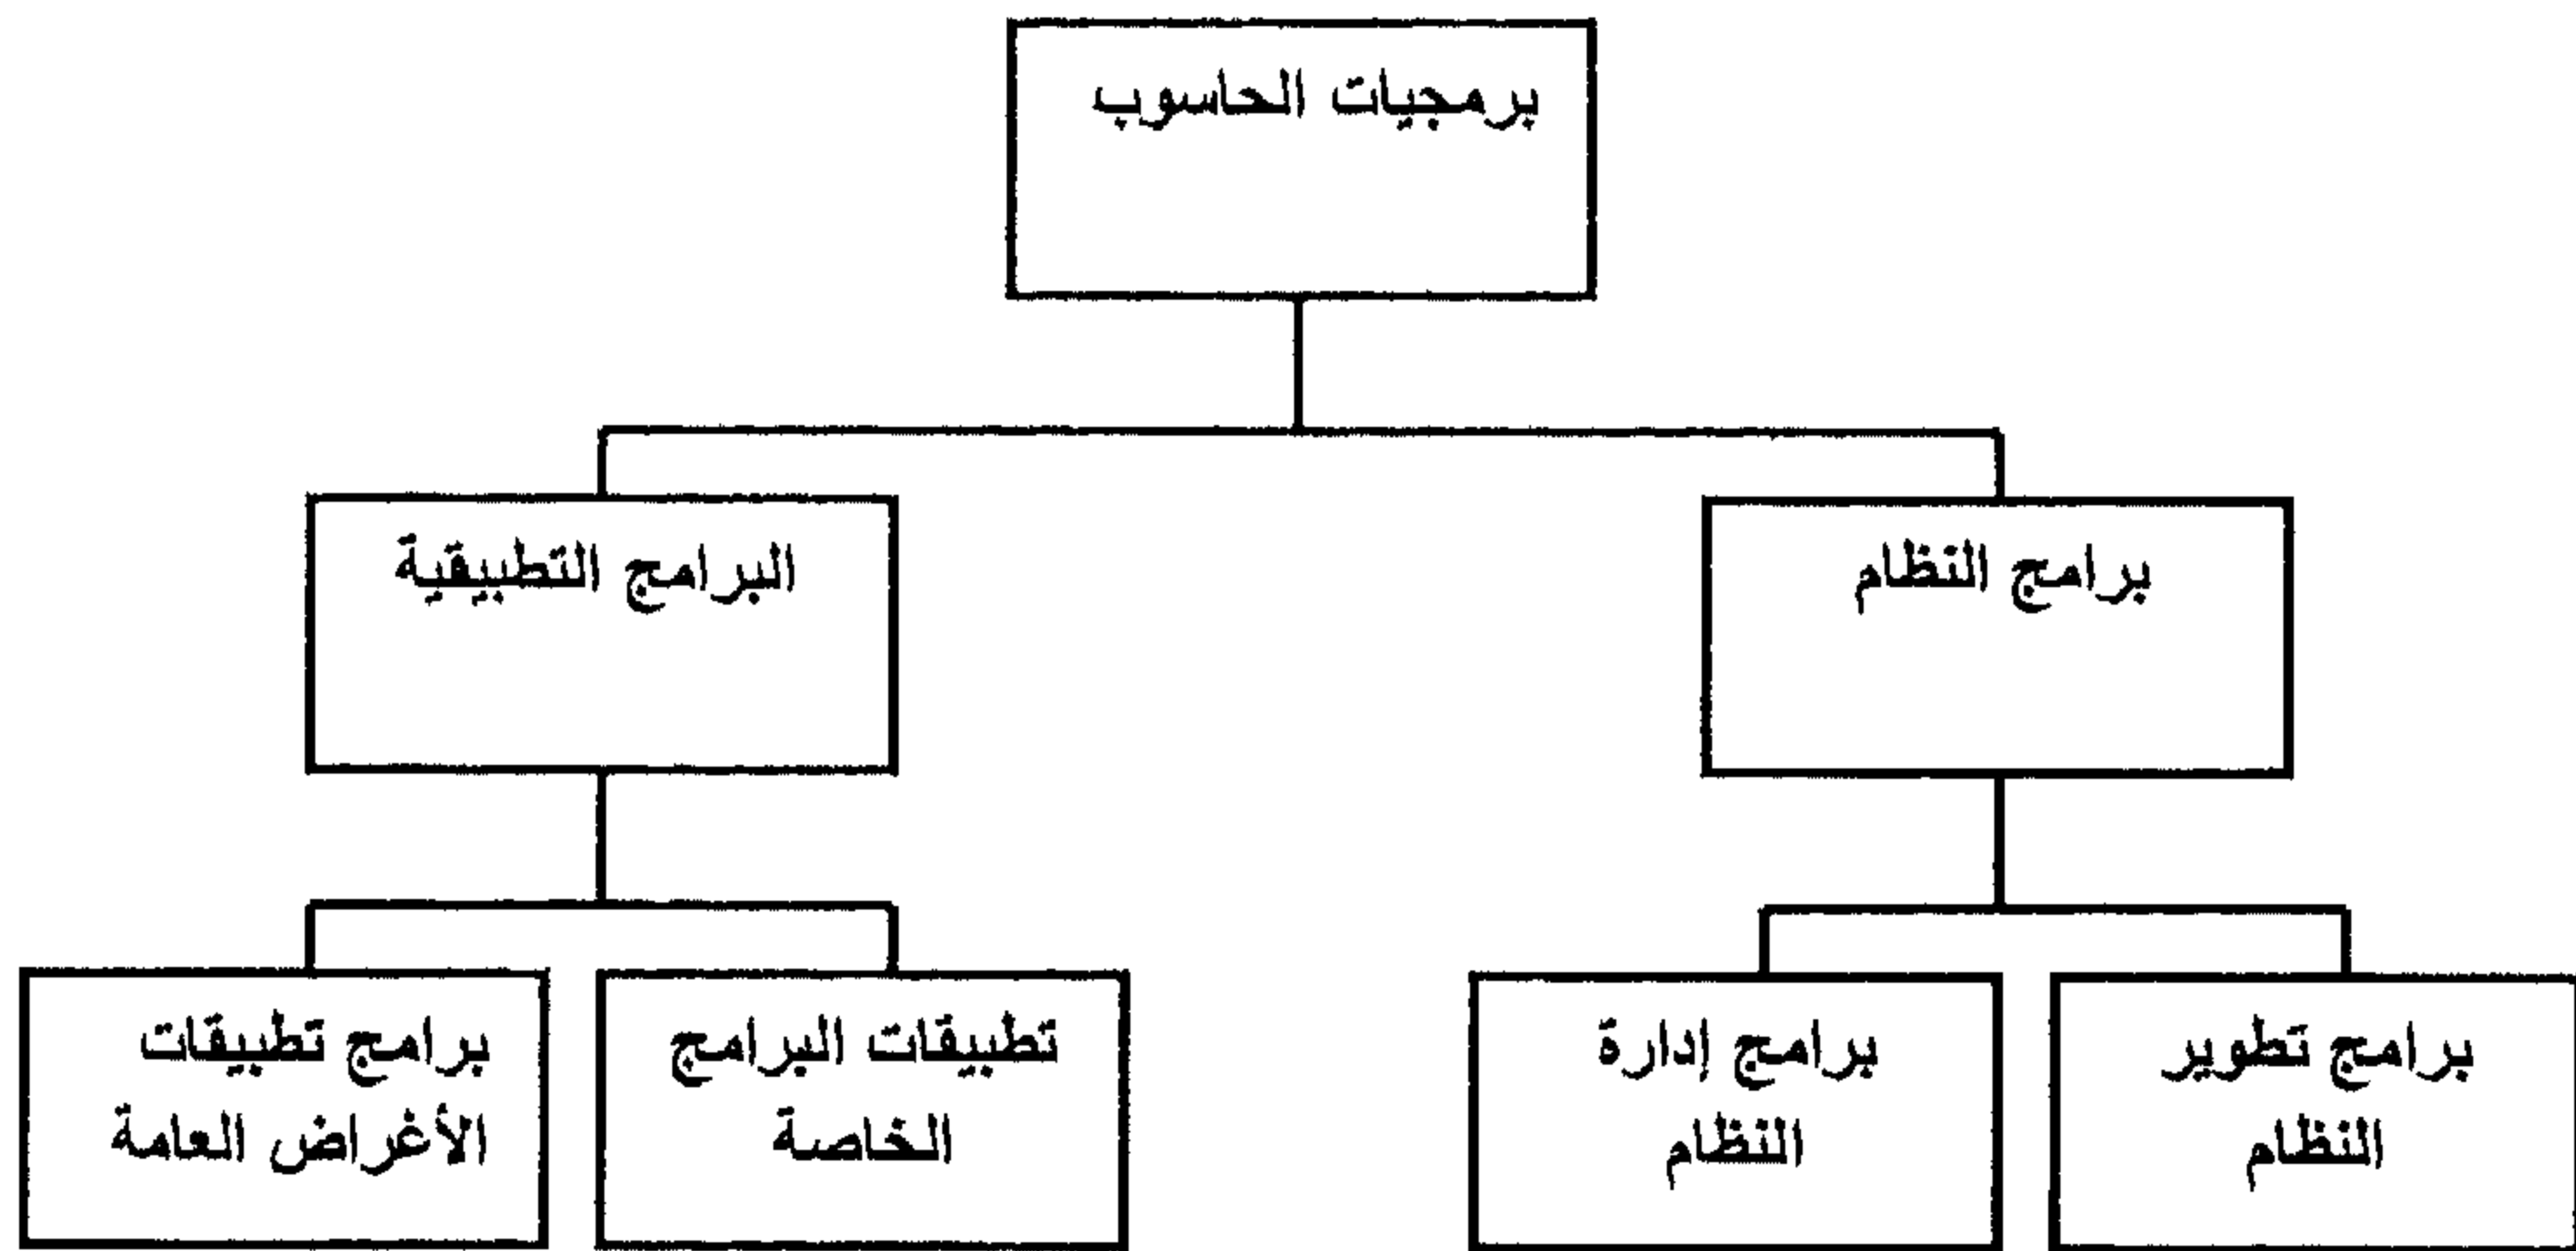 برمجيات الحاسوب
برامج النظام
البرامج التطبيقية
برامج تطوير
النظام
برامج إدارة
النظام
تطبيقات البرامج
الخاصة
برامج تطبيقات
الأغراض العامة